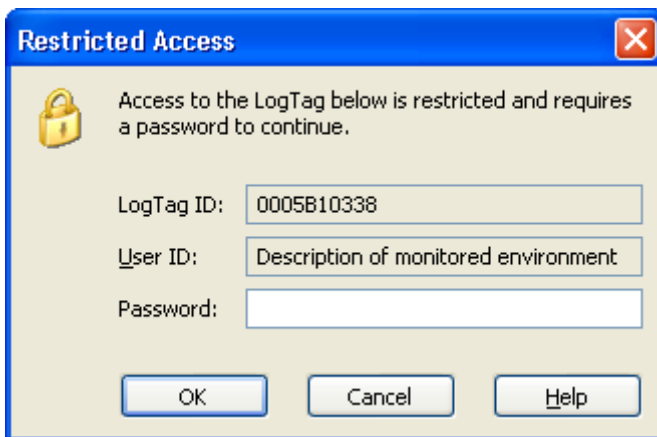 Restricted Access
Access to the LogTag below is restricted and requires
a password to continue.
LogTag ID: 0005B10338
User ID: Description of monitored environment
Password:
OK Cancel Help